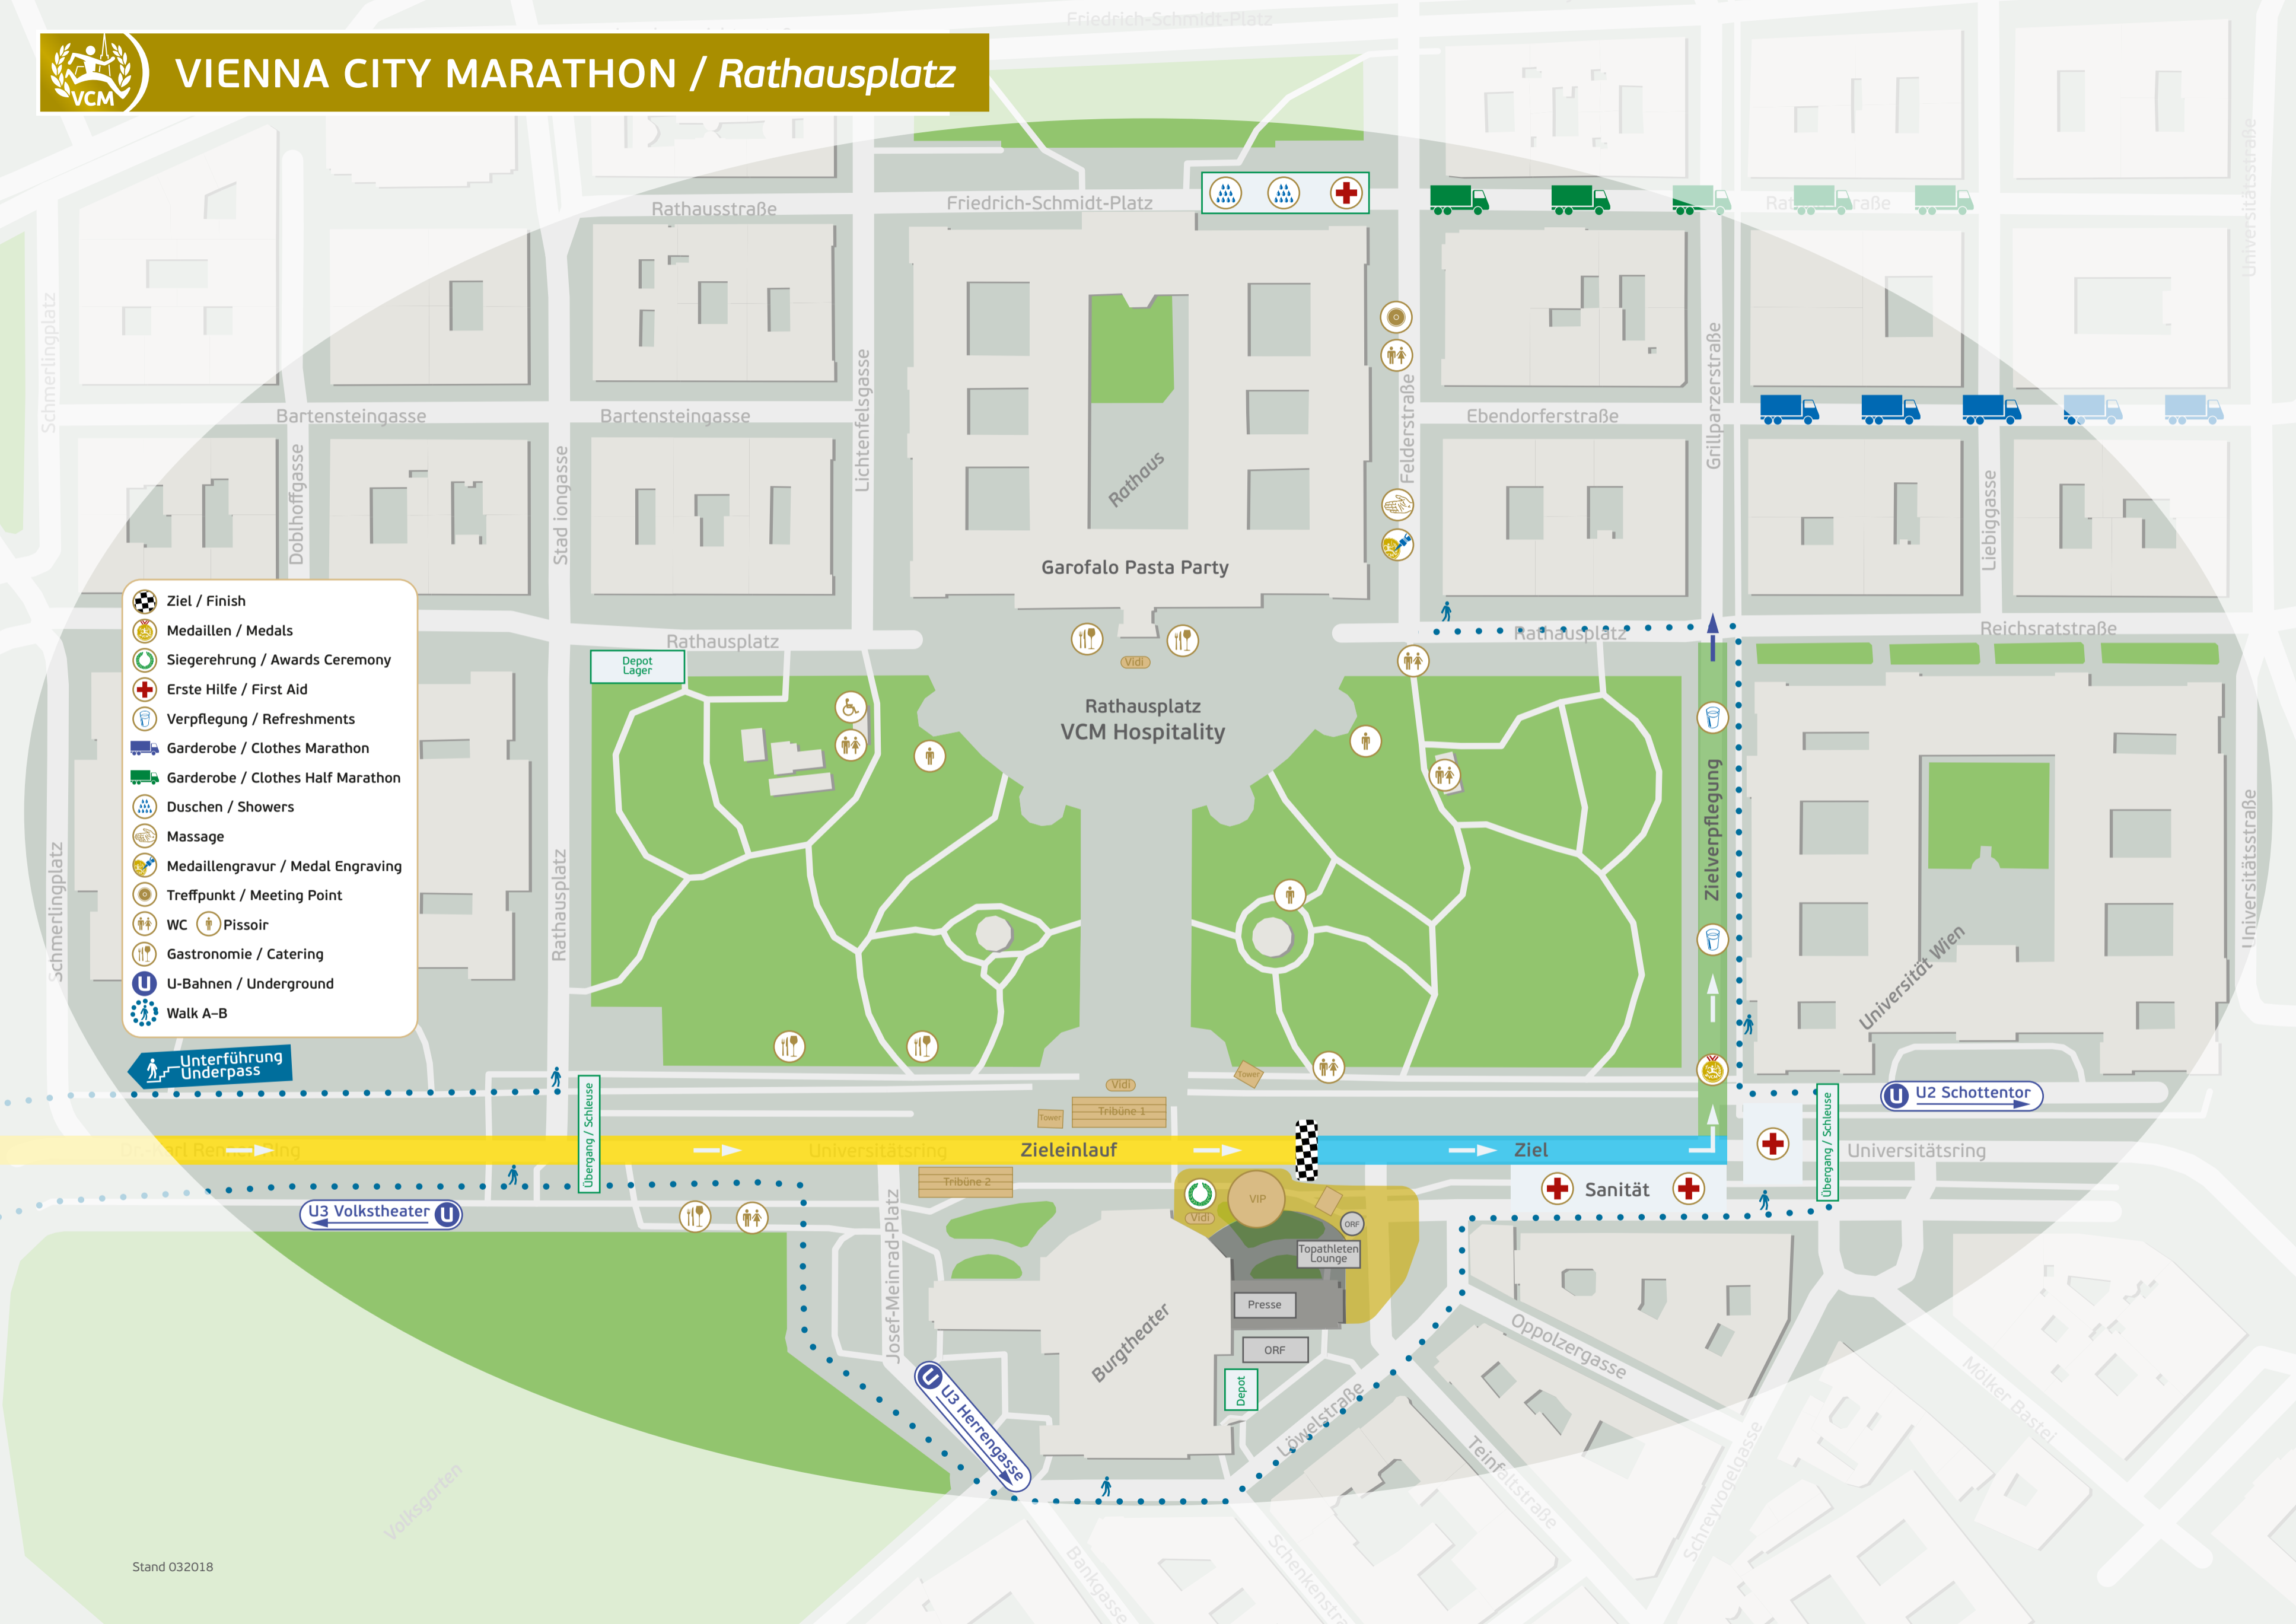 Friedrich-Schmidt-Platz
VCM
VIENNA CITY MARATHON / Rathausplatz
Rathausstraße
Friedrich-Schmidt-Platz
Universitätsstraße
Schmerlingplatz
Bartensteingasse
Bartensteingasse
Lichtenfelsgasse
Felderstraße
Ebendorferstraße
Grillparzerstraße
Doblhoffgasse
Stad iongasse
Rathaus
Liebiggasse
Garofalo Pasta Party
Ziel / Finish
Medaillen / Medals
Siegerehrung / Awards Ceremony
Erste Hilfe / First Aid
Verpflegung / Refreshments
Garderobe / Clothes Marathon
Garderobe / Clothes Half Marathon
Duschen / Showers
Massage
Medaillengravur / Medal Engraving
Treffpunkt / Meeting Point
WC
Pissoir
Gastronomie / Catering
U
U-Bahnen / Underground
Walk A–B
Rathausplatz
Depot
Lager
Vidi
Rathausplatz
Reichsratstraße
Rathausplatz
VCM Hospitality
Zielverpflegung
Schmerlingplatz
Rathausplatz
Universität Wien
Universitätsstraße
Unterführung
Underpass
Übergang / Schleuse
Vidi
Tower
Tower
Tribüne 1
U
U2 Schottentor
Übergang / Schleuse
Universitätsring
Zieleinlauf
Ziel
Universitätsring
Tribüne 2
Sanität
U3 Volkstheater
U
VIP
Vidi
ORF
Topathleten
Lounge
Josef-Meinrad-Platz
Presse
ORF
Depot
Burgtheater
U
U3 Herrengasse
Löwelstraße
Oppolzergasse
Teinfaltstraße
Schreyvogelgasse
Mölker Bastei
Volksgarten
Bankgasse
Stand 032018